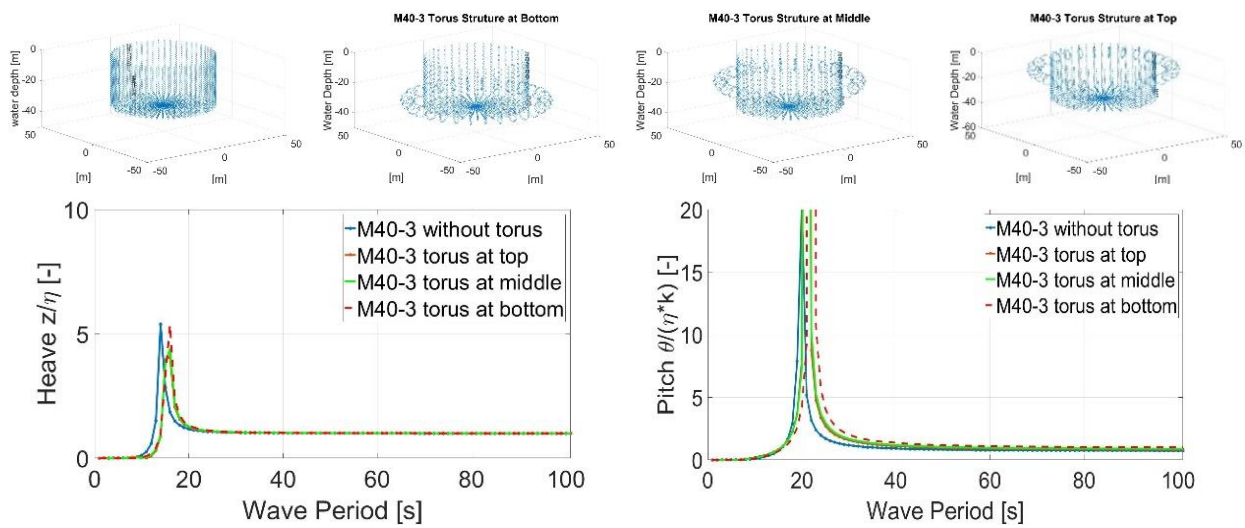 M40-3 Torus Struture at Bottom
M40-3 Torus Struture at Middle
M40-3 Torus Struture at Top
water depth [m]
0
-20
-40
50
0
-50
-50
0
50
[m]
[m]
Water Depth [m]
0
-20
-40
50
0
-50
-50
0
50
[m]
[m]
Water Depth [m]
0
-20
-40
50
0
-50
-50
0
50
[m]
[m]
Water Depth [m]
0
-20
-40
-60
50
0
-50
-50
0
50
[m]
[m]
Heave z/η [-]
10
5
0
M40-3 without torus
M40-3 torus at top
M40-3 torus at middle
M40-3 torus at bottom
0 20 40 60 80 100
Wave Period [s]
Pitch θ/(η*k) [-]
20
15
10
5
0
M40-3 without torus
M40-3 torus at top
M40-3 torus at middle
M40-3 torus at bottom
0 20 40 60 80 100
Wave Period [s]